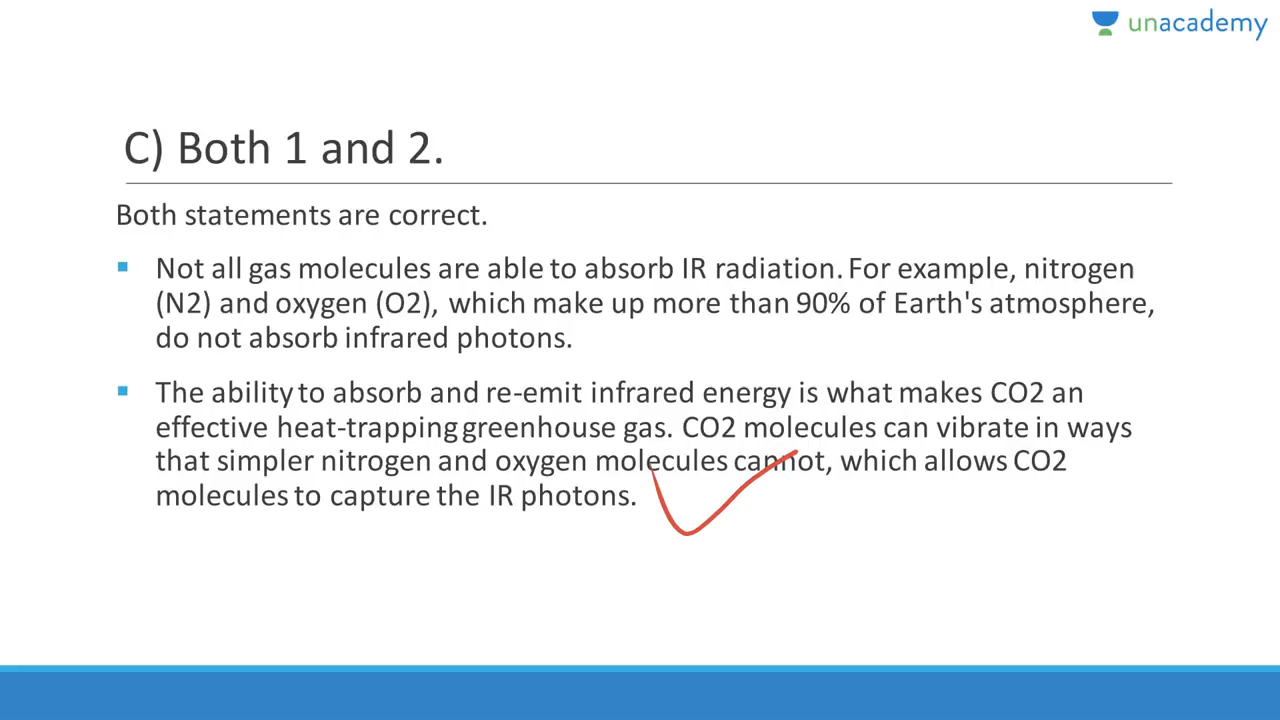 unacademy
C) Both 1 and 2.
Both statements are correct.
Not all gas molecules are able to absorb IR radiation. For example, nitrogen
(N2) and oxygen (O2), which make up more than 90% of Earth's atmosphere,
do not absorb infrared photons.
The ability to absorb and re-emit infrared energy is what makes CO2 an
effective heat-trapping greenhouse gas. CO2 molecules can vibrate in ways
that simpler nitrogen and oxygen molecules cannot, which allows CO2
molecules to capture the IR photons.